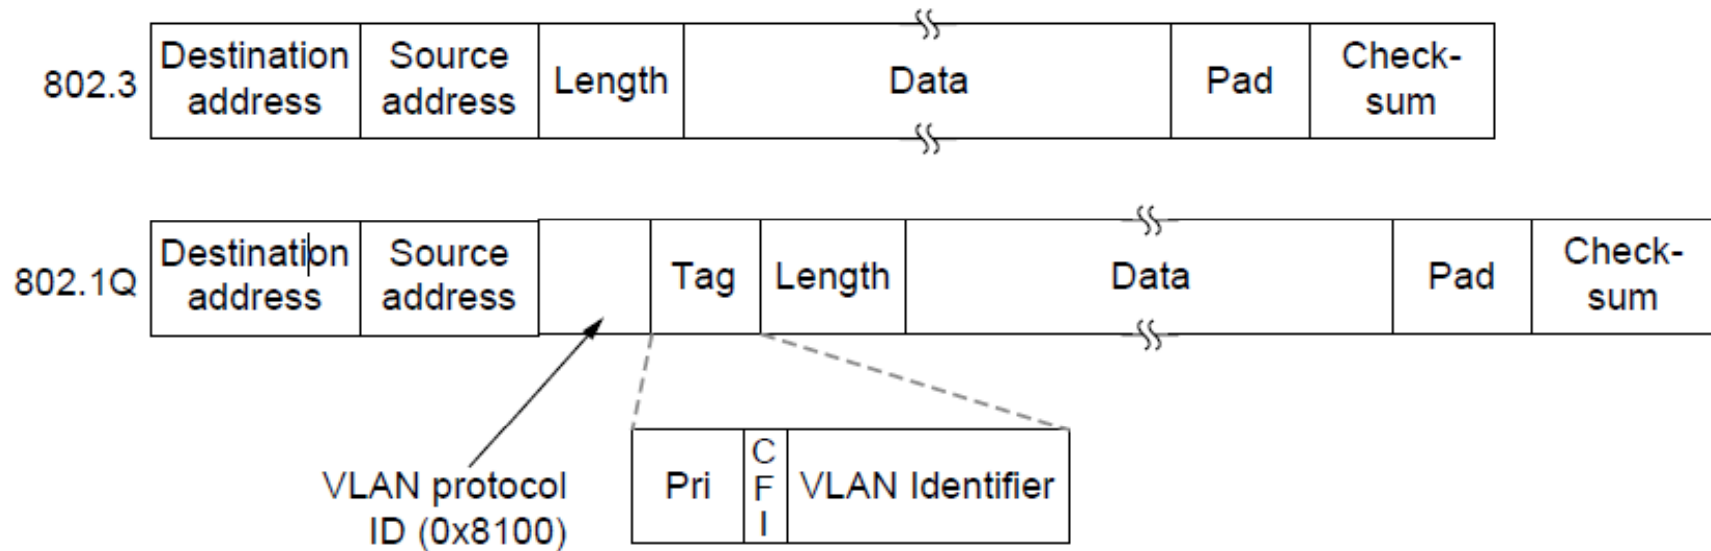 802.3
Destination
address
Source
address
Length
Data
Pad
Check-
sum
802.1Q
Destination
address
Source
address
Tag
Length
Data
Pad
Check-
sum
VLAN protocol
ID (0x8100)
Pri
C
F
I
VLAN Identifier